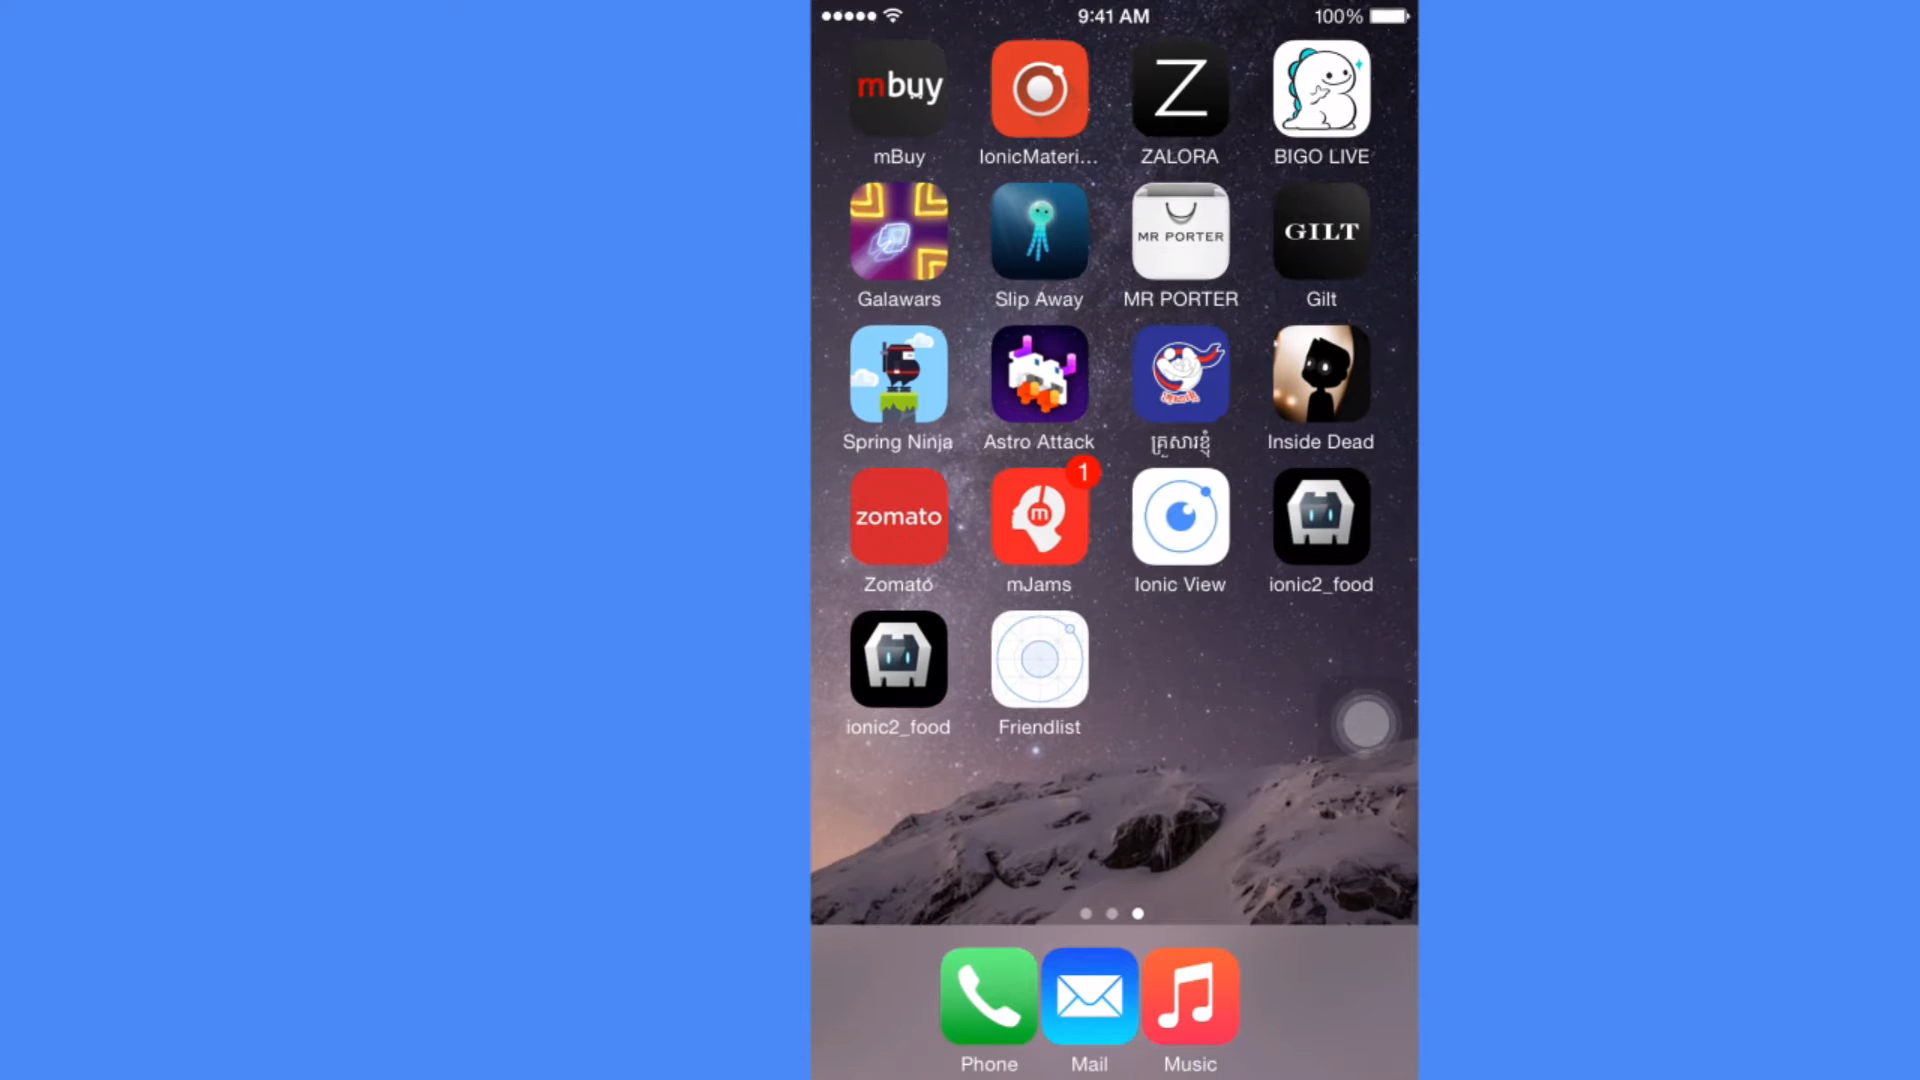 9:41 AM 100%
mbuy Z
mBuy IonicMateri... ZALORA BIGO LIVE
MR PORTER GILT
Galawars Slip Away MR PORTER Gilt
Spring Ninja Astro Attack គ្រួសារខ្ញុំ Inside Dead
zomato m 1
Zomato mJams Ionic View ionic2_food
ionic2_food Friendlist
Phone Mail Music